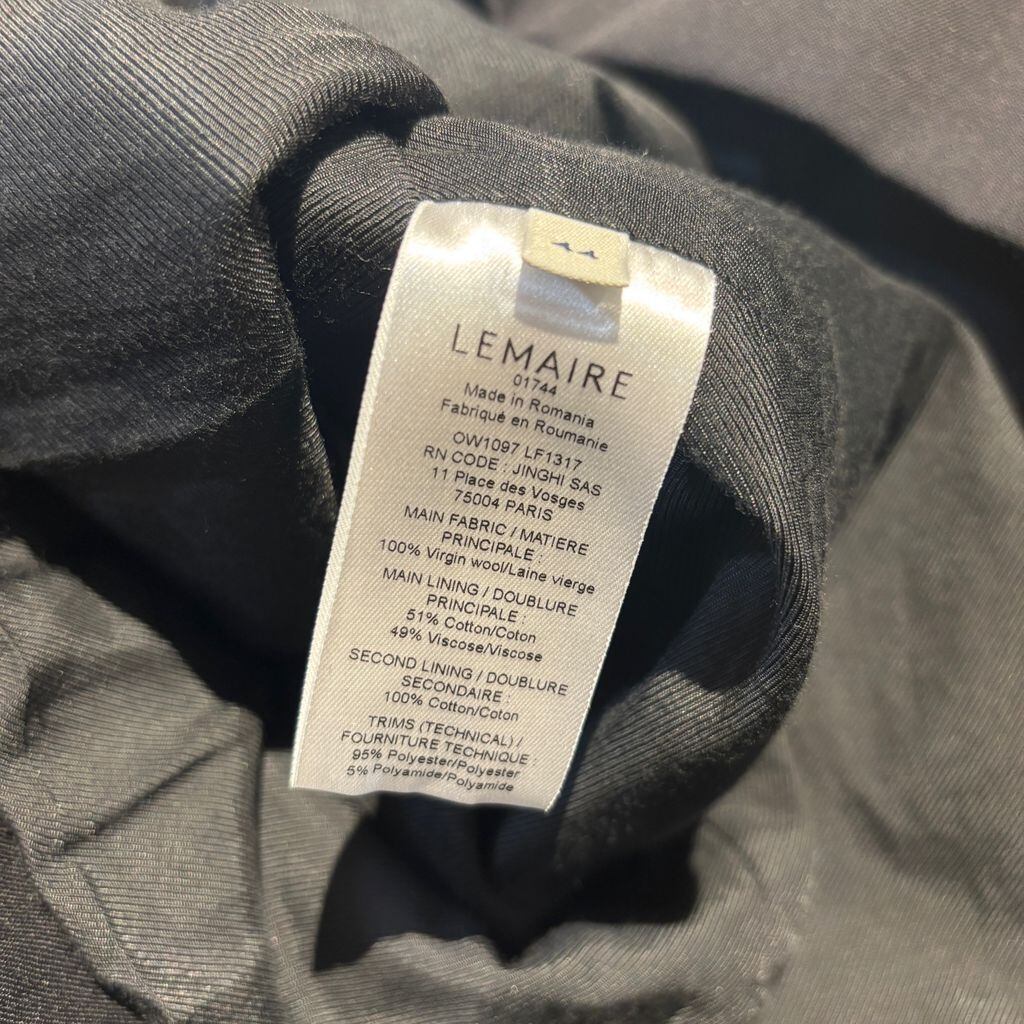 LEMAIRE
01744
Made in Romania
Fabriqué en Roumanie
OW1097 LF1317
RN CODE : JINGHI SAS
11 Place des Vosges
75004 PARIS
MAIN FABRIC / MATIERE
PRINCIPALE :
100% Virgin wool/Laine vierge
MAIN LINING / DOUBLURE
PRINCIPALE :
51% Cotton/Coton
49% Viscose/Viscose
SECOND LINING / DOUBLURE
SECONDAIRE :
100% Cotton/Coton
TRIMS (TECHNICAL) /
FOURNITURE TECHNIQUE :
95% Polyester/Polyester
5% Polyamide/Polyamide